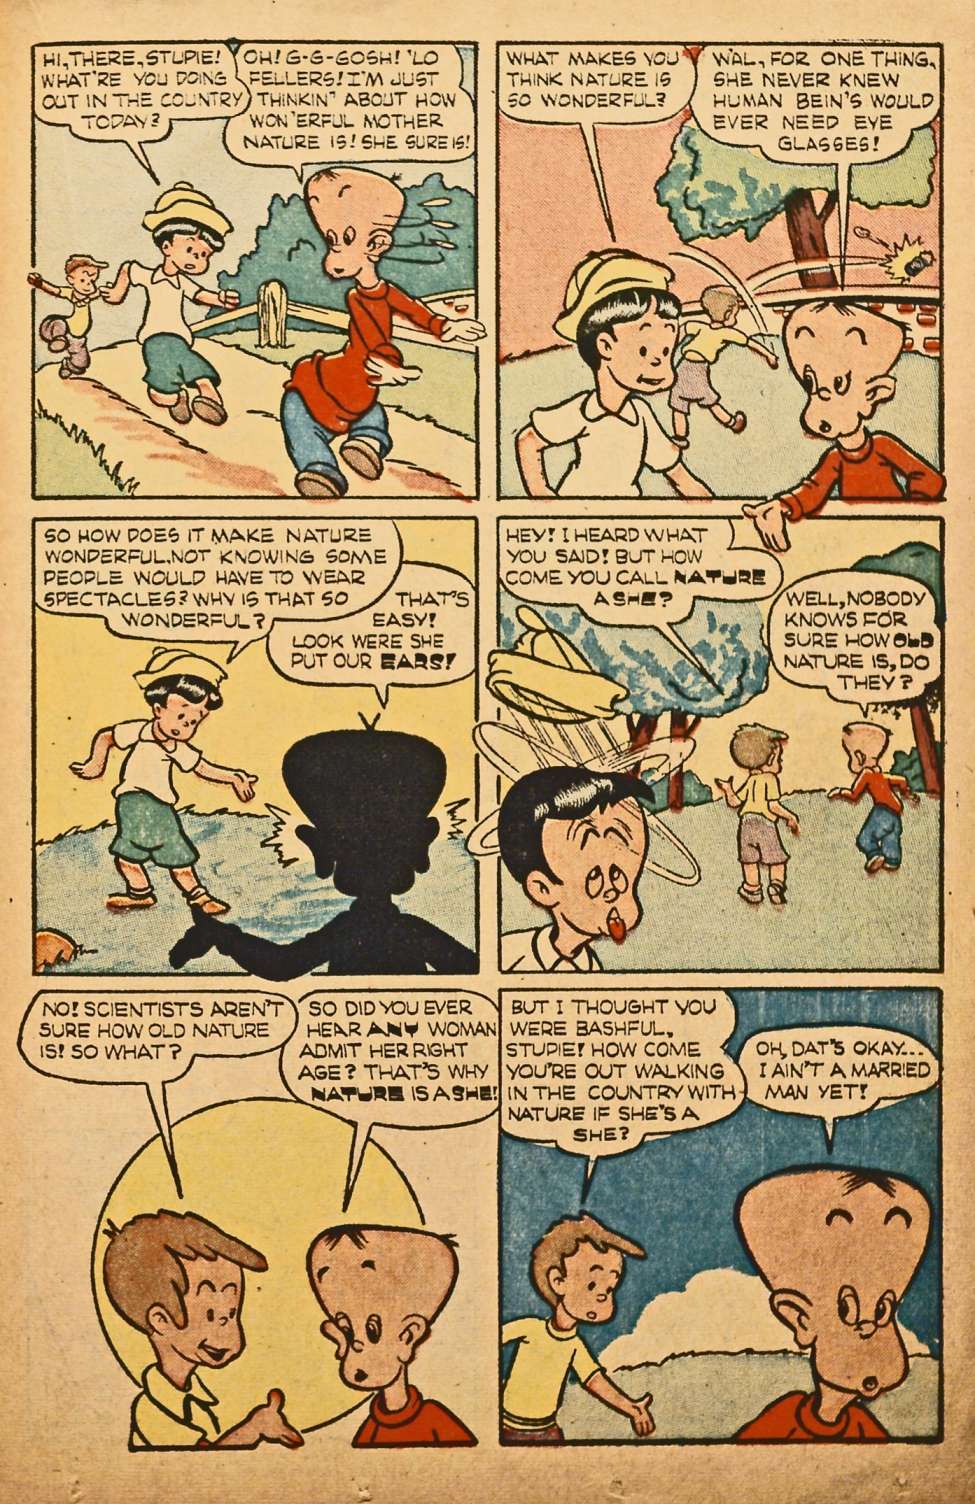 HI, THERE, STUPIE!
WHAT'RE YOU DOING
OUT IN THE COUNTRY
TODAY?
OH! G-G-GOSH! 'LO
FELLERS! I'M JUST
THINKIN' ABOUT HOW
WON'ERFUL MOTHER
NATURE IS! SHE SURE IS!
WHAT MAKES YOU
THINK NATURE IS
SO WONDERFUL?
W'AL, FOR ONE THING,
SHE NEVER KNEW
HUMAN BEIN'S WOULD
EVER NEED EYE
GLASSES!
SO HOW DOES IT MAKE NATURE
WONDERFUL, NOT KNOWING SOME
PEOPLE WOULD HAVE TO WEAR
SPECTACLES? WHY IS THAT SO
WONDERFUL?
THAT'S
EASY!
LOOK WERE SHE
PUT OUR EARS!
HEY! I HEARD WHAT
YOU SAID! BUT HOW
COME YOU CALL NATURE
A SHE?
WELL, NOBODY
KNOWS FOR
SURE HOW OLD
NATURE IS, DO
THEY?
NO! SCIENTISTS AREN'T
SURE HOW OLD NATURE
IS! SO WHAT?
SO DID YOU EVER
HEAR ANY WOMAN
ADMIT HER RIGHT
AGE? THAT'S WHY
NATURE IS A SHE!
BUT I THOUGHT YOU
WERE BASHFUL,
STUPIE! HOW COME
YOU'RE OUT WALKING
IN THE COUNTRY WITH
NATURE IF SHE'S A
SHE?
OH, DAT'S OKAY...
I AIN'T A MARRIED
MAN YET!